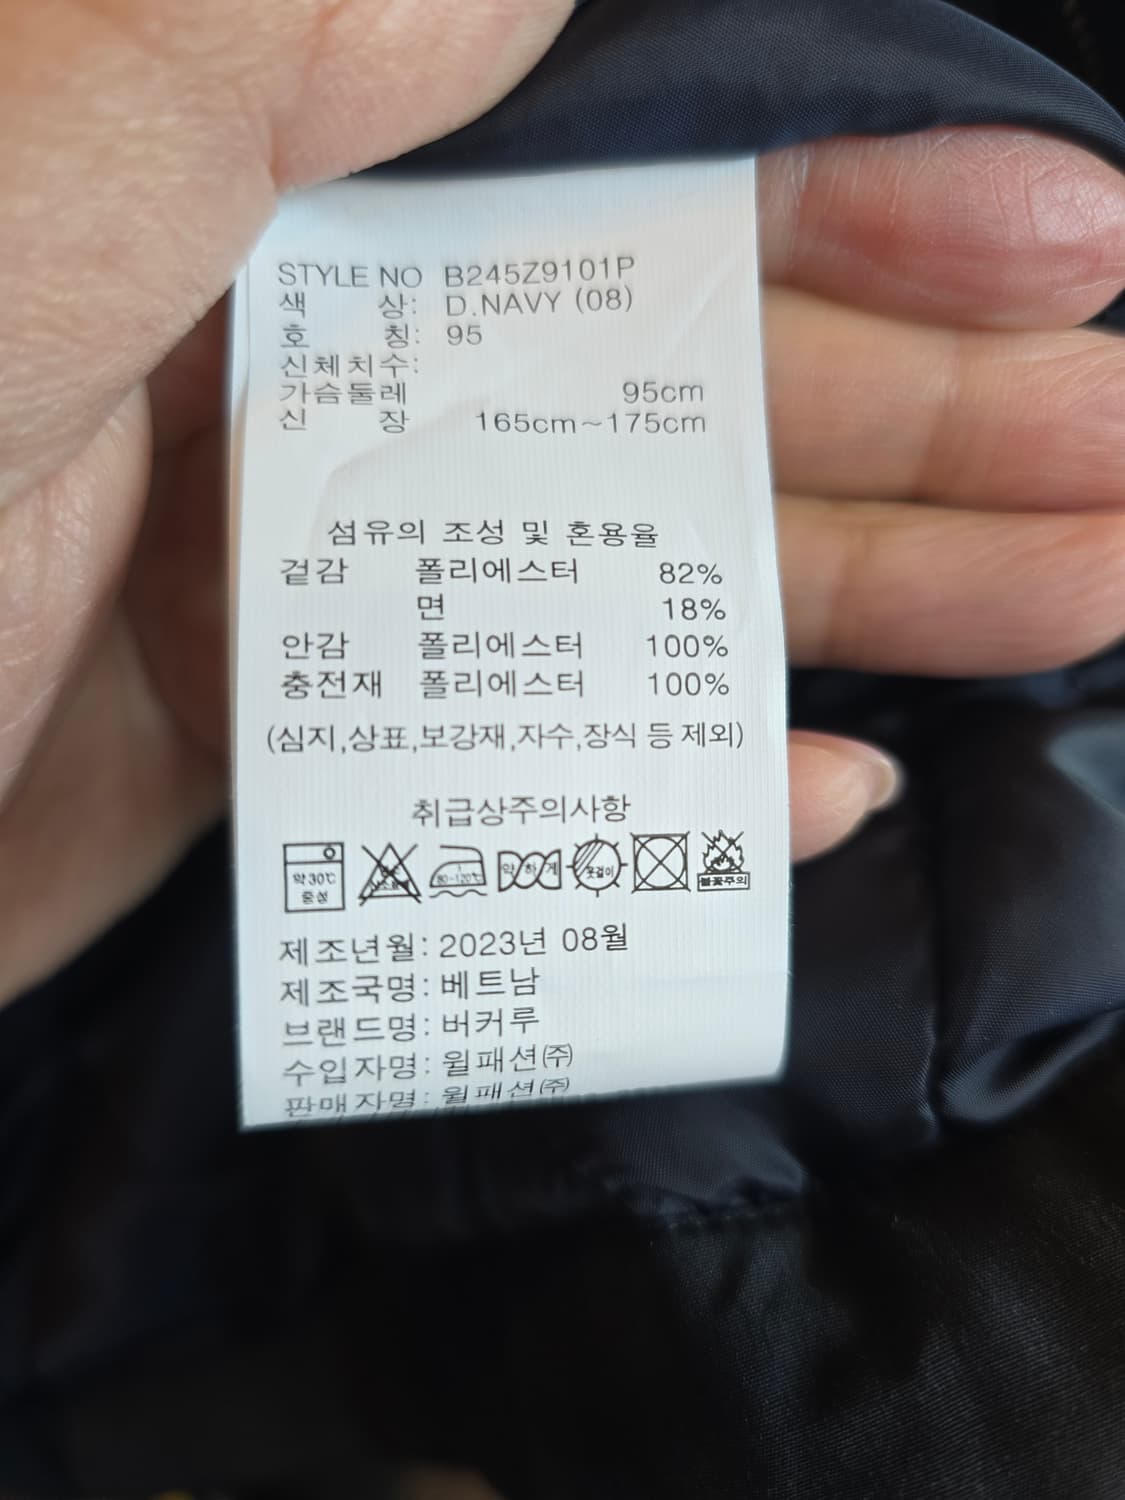 STYLE NO B245Z9101P
색 상: D.NAVY (08)
호 칭: 95
신체치수:
가슴둘레 95cm
신 장 165cm~175cm
섬유의 조성 및 혼용율
겉감 폴리에스터 82%
면 18%
안감 폴리에스터 100%
충전재 폴리에스터 100%
(심지,상표,보강재,자수,장식 등 제외)
취급상주의사항
약 30℃ 중성
80~120℃
약하게
옷걸이
불꽃주의
제조년월: 2023년 08월
제조국명: 베트남
브랜드명: 버커루
수입자명: 윌패션㈜
판매자명: 윌패션㈜